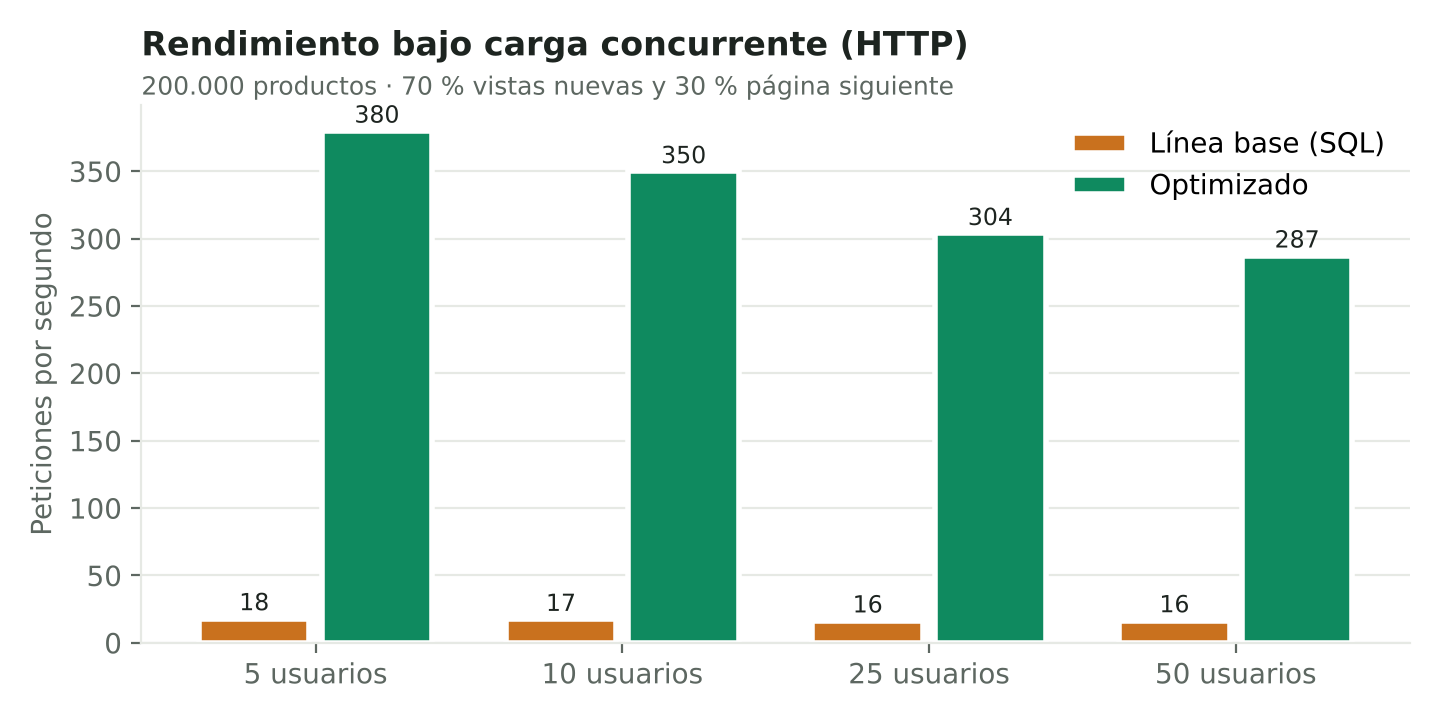 Rendimiento bajo carga concurrente (HTTP)
200.000 productos · 70 % vistas nuevas y 30 % página siguiente
Línea base (SQL)
Optimizado
Peticiones por segundo
350
300
250
200
150
100
50
0
380
350
304
287
18
17
16
16
5 usuarios
10 usuarios
25 usuarios
50 usuarios